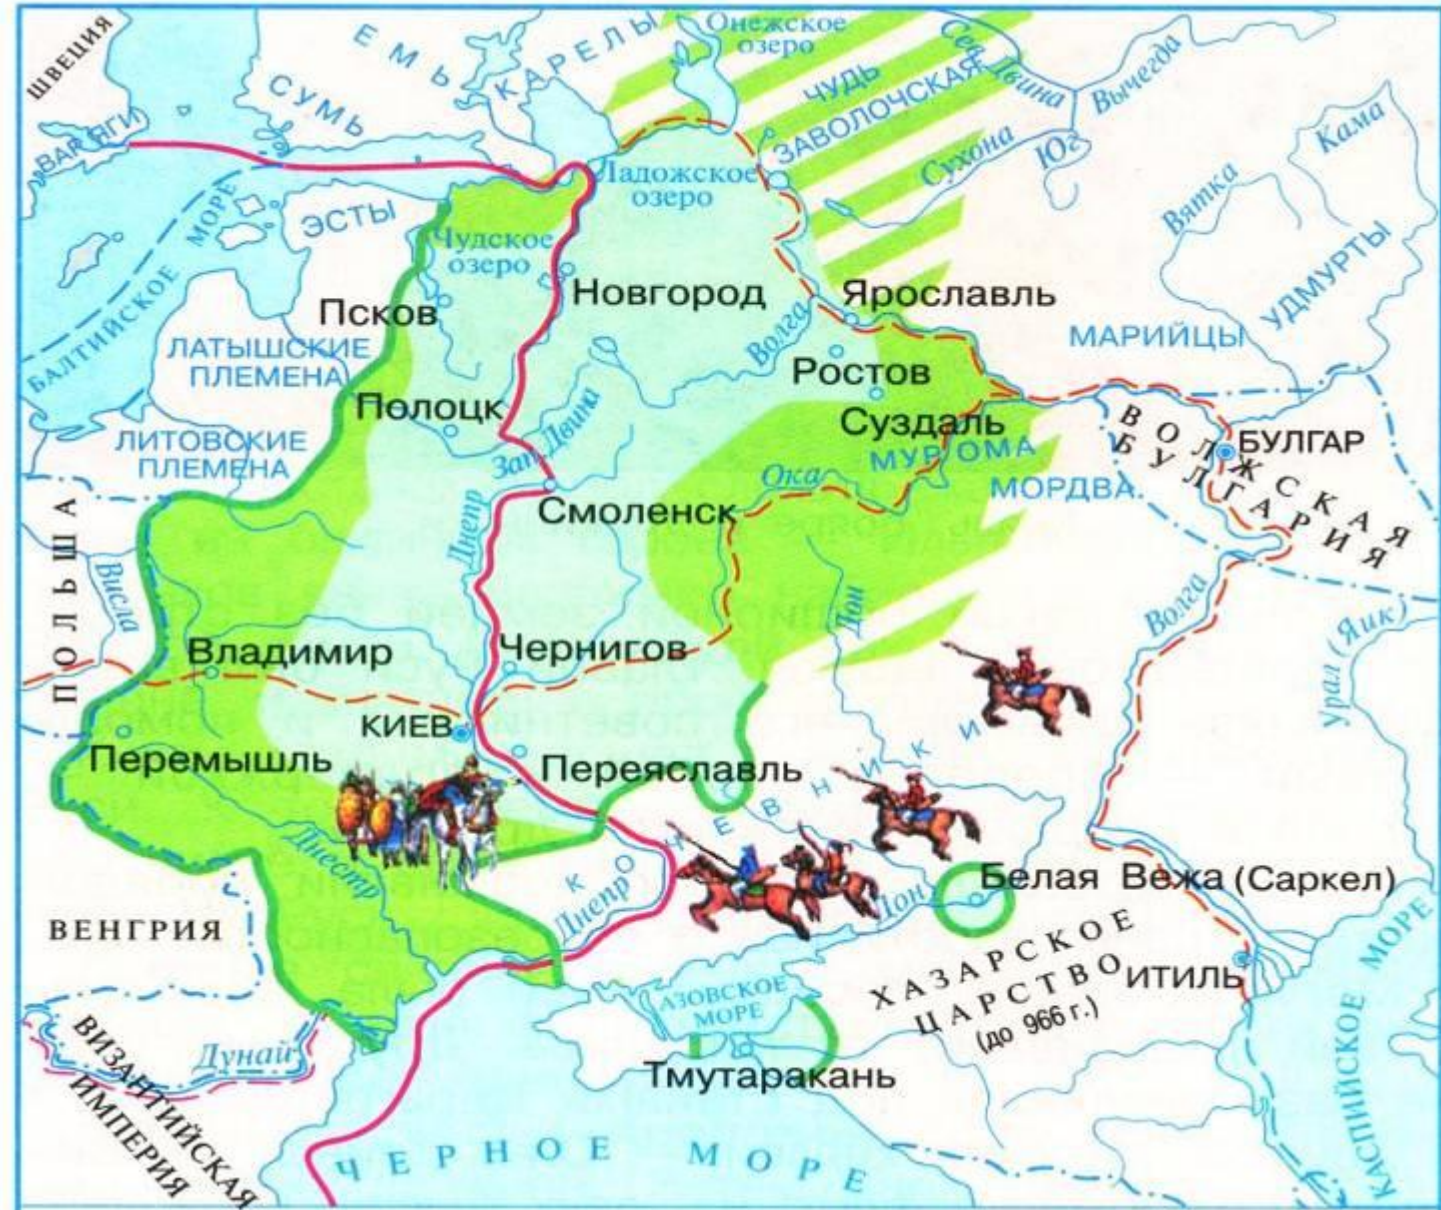 ШВЕЦИЯ
ВАРЯГИ
СУМЬ
ЕМЬ
КАРЕЛЫ
Онежское
озеро
ЧУДЬ
ЗАВОЛОЧСКАЯ
Сев. Двина
Вычегда
Сухона
Юг
Вятка
Кама
Ладожское
озеро
БАЛТИЙСКОЕ МОРЕ
ЭСТЫ
Чудское
озеро
Псков
Новгород
Ярославль
Волга
МАРИЙЦЫ
УДМУРТЫ
ЛАТЫШСКИЕ
ПЛЕМЕНА
Полоцк
Зап. Двина
Ростов
Суздаль
МУРОМА
МОРДВА
ВОЛЖСКАЯ
БУЛГАРИЯ
БУЛГАР
ЛИТОВСКИЕ
ПЛЕМЕНА
Ока
Смоленск
Днепр
ПОЛЬША
Висла
Дон
Волга
Урал (Яик)
Владимир
Чернигов
КИЕВ
Перемышль
Переяславль
КОЧЕВНИКИ
Днестр
Днепр
Дон
Белая Вежа (Саркел)
ВЕНГРИЯ
ХАЗАРСКОЕ
ЦАРСТВО
(до 966 г.)
ИТИЛЬ
АЗОВСКОЕ
МОРЕ
Тмутаракань
Дунай
ВИЗАНТИЙСКАЯ
ИМПЕРИЯ
ЧЕРНОЕ МОРЕ
КАСПИЙСКОЕ МОРЕ